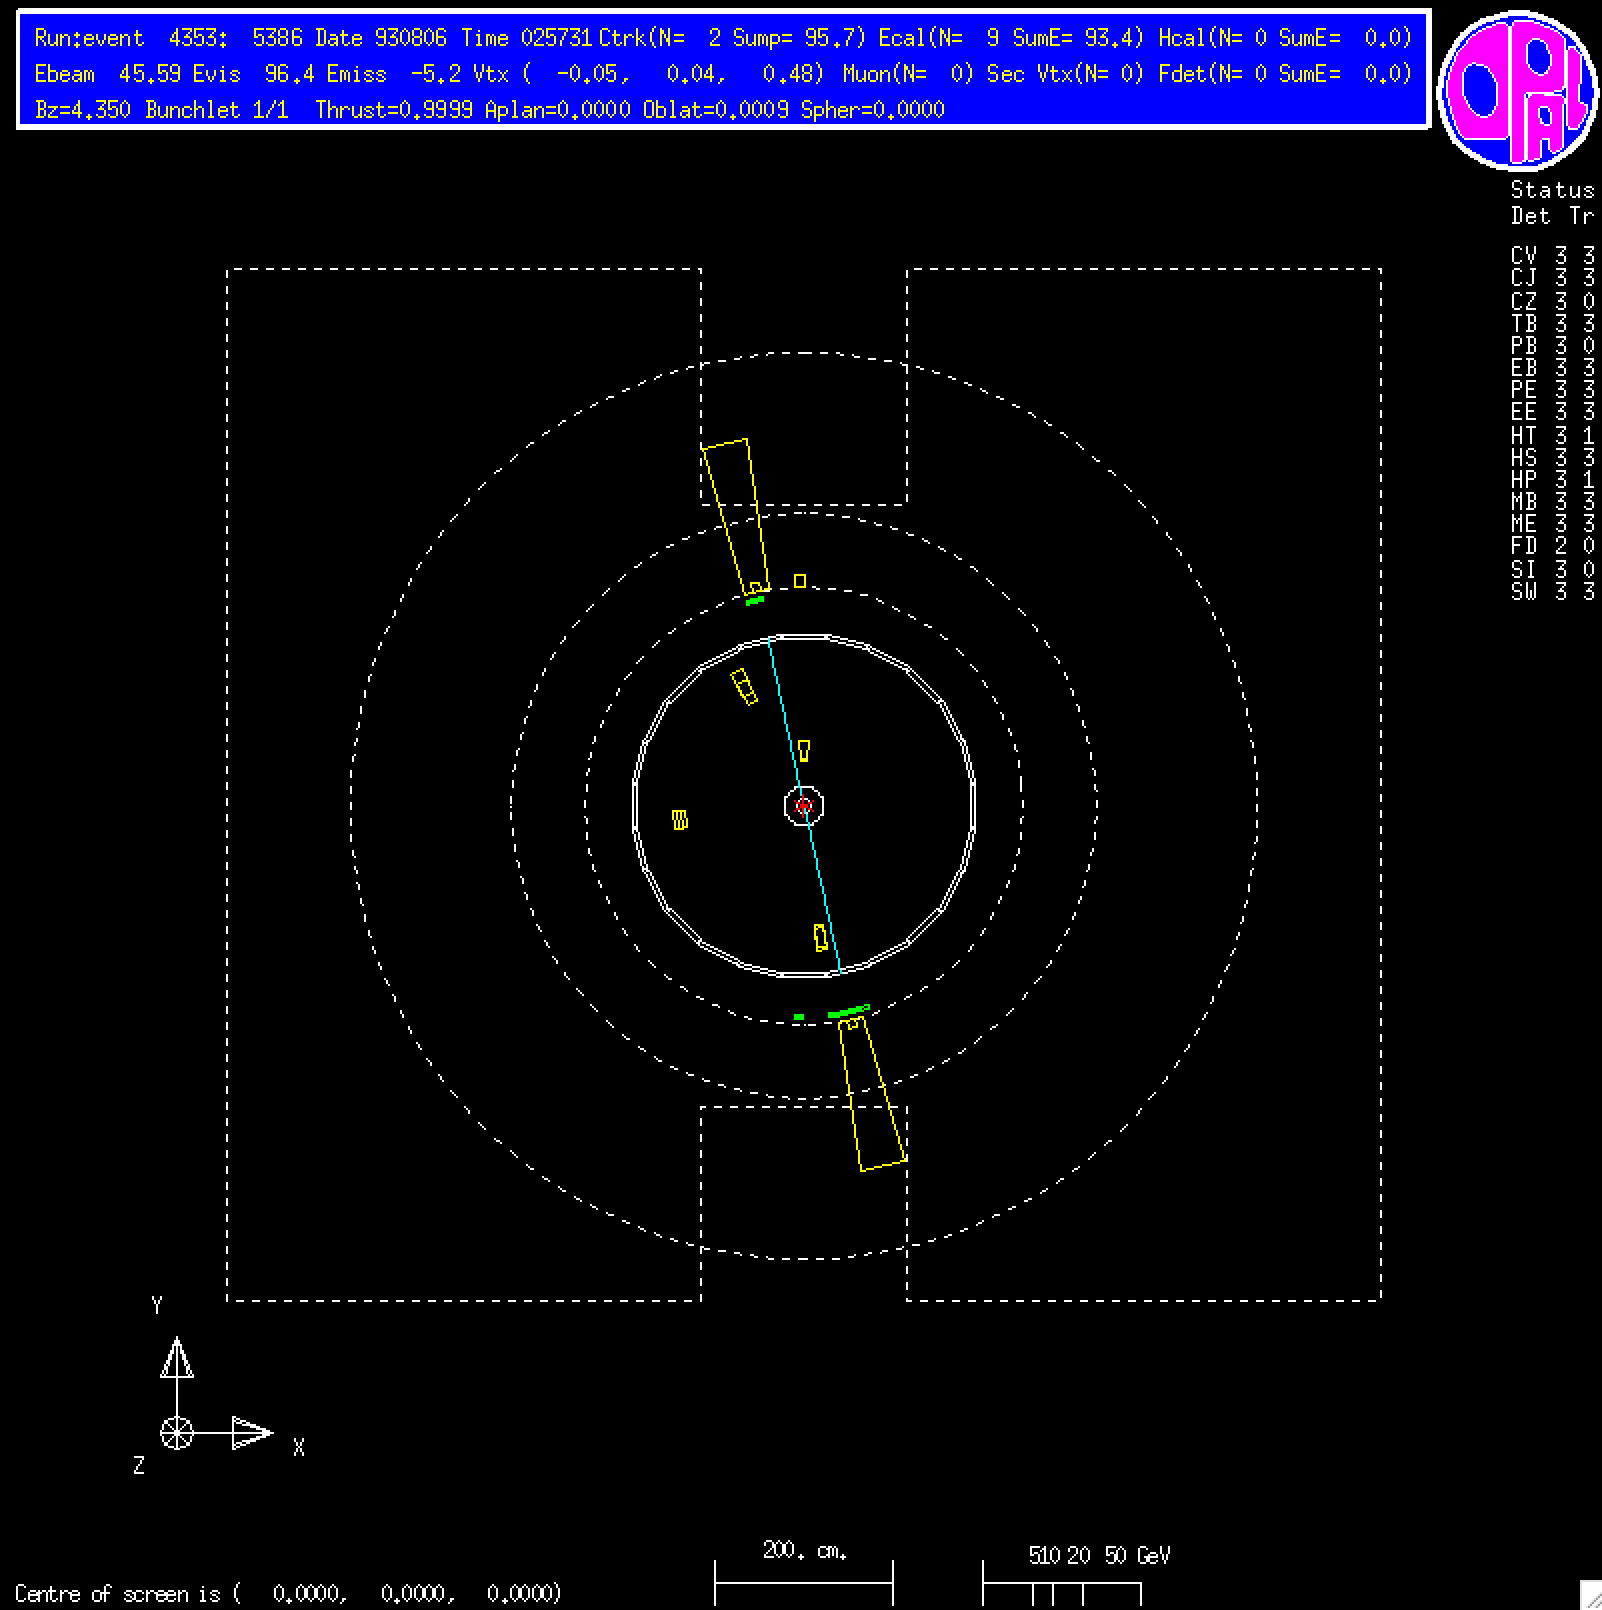 Run:event 4353: 5386 Date 930806 Time 025731 Ctrk(N= 2 Sump= 95.7) Ecal(N= 9 SumE= 93.4) Hcal(N= 0 SumE= 0.0)
Ebeam 45.59 Evis 96.4 Emiss -5.2 Vtx ( -0.05, 0.04, 0.48) Muon(N= 0) Sec Vtx(N= 0) Fdet(N= 0 SumE= 0.0)
Bz=4.350 Bunchlet 1/1 Thrust=0.9999 Aplan=0.0000 Oblat=0.0009 Spher=0.0000
OPAL
Status
Det Tr
CV 3 3
CJ 3 3
CZ 3 0
TB 3 3
PB 3 0
EB 3 3
PE 3 3
EE 3 3
HT 3 1
HS 3 3
HP 3 1
MB 3 3
ME 3 3
FD 2 0
SI 3 0
SW 3 3
Y
X
Z
200. cm.
5 10 20 50 GeV
Centre of screen is ( 0.0000, 0.0000, 0.0000)